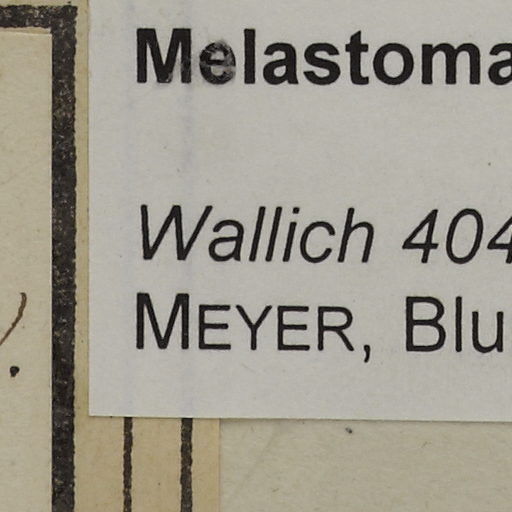 Melastoma
Wallich 404
MEYER, Blu